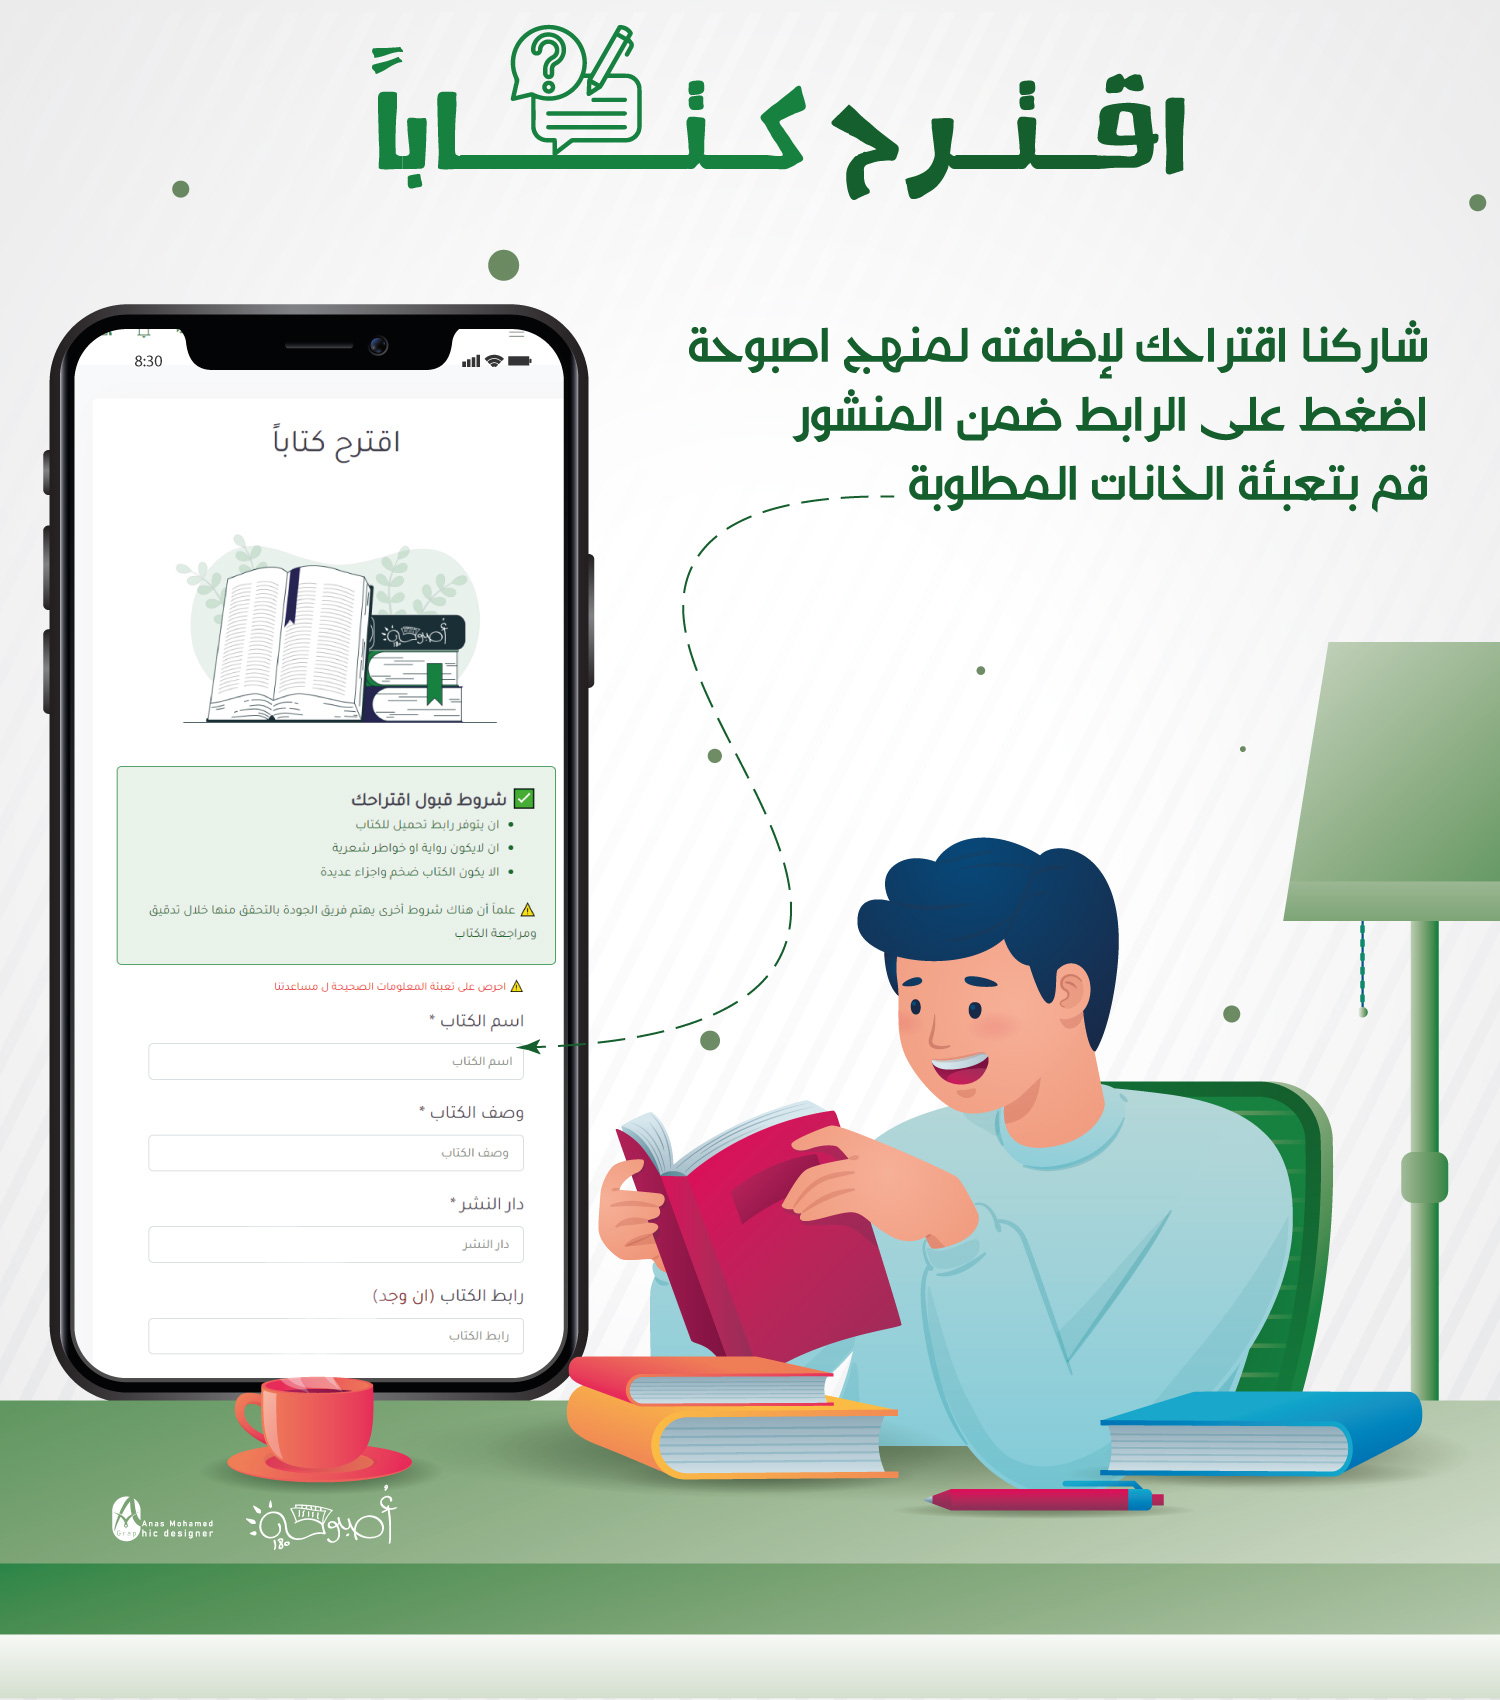 اقترح كتاباً
شاركنا اقتراحك لإضافته لمنهج اصبوحة
اضغط على الرابط ضمن المنشور
قم بتعبئة الخانات المطلوبة
8:30
اقترح كتاباً
أصبوحة
١٨٠
شروط قبول اقتراحك
ان يتوفر رابط تحميل للكتاب
ان لايكون رواية او خواطر شعرية
الا يكون الكتاب ضخم واجزاء عديدة
علماً أن هناك شروط أخرى يهتم فريق الجودة بالتحقق منها خلال تدقيق
ومراجعة الكتاب
احرص على تعبئة المعلومات الصحيحة ل مساعدتنا
اسم الكتاب *
اسم الكتاب
وصف الكتاب *
وصف الكتاب
دار النشر *
دار النشر
رابط الكتاب (ان وجد)
رابط الكتاب
Anas Mohamed
Graphic designer
أصبوحة
١٨٠